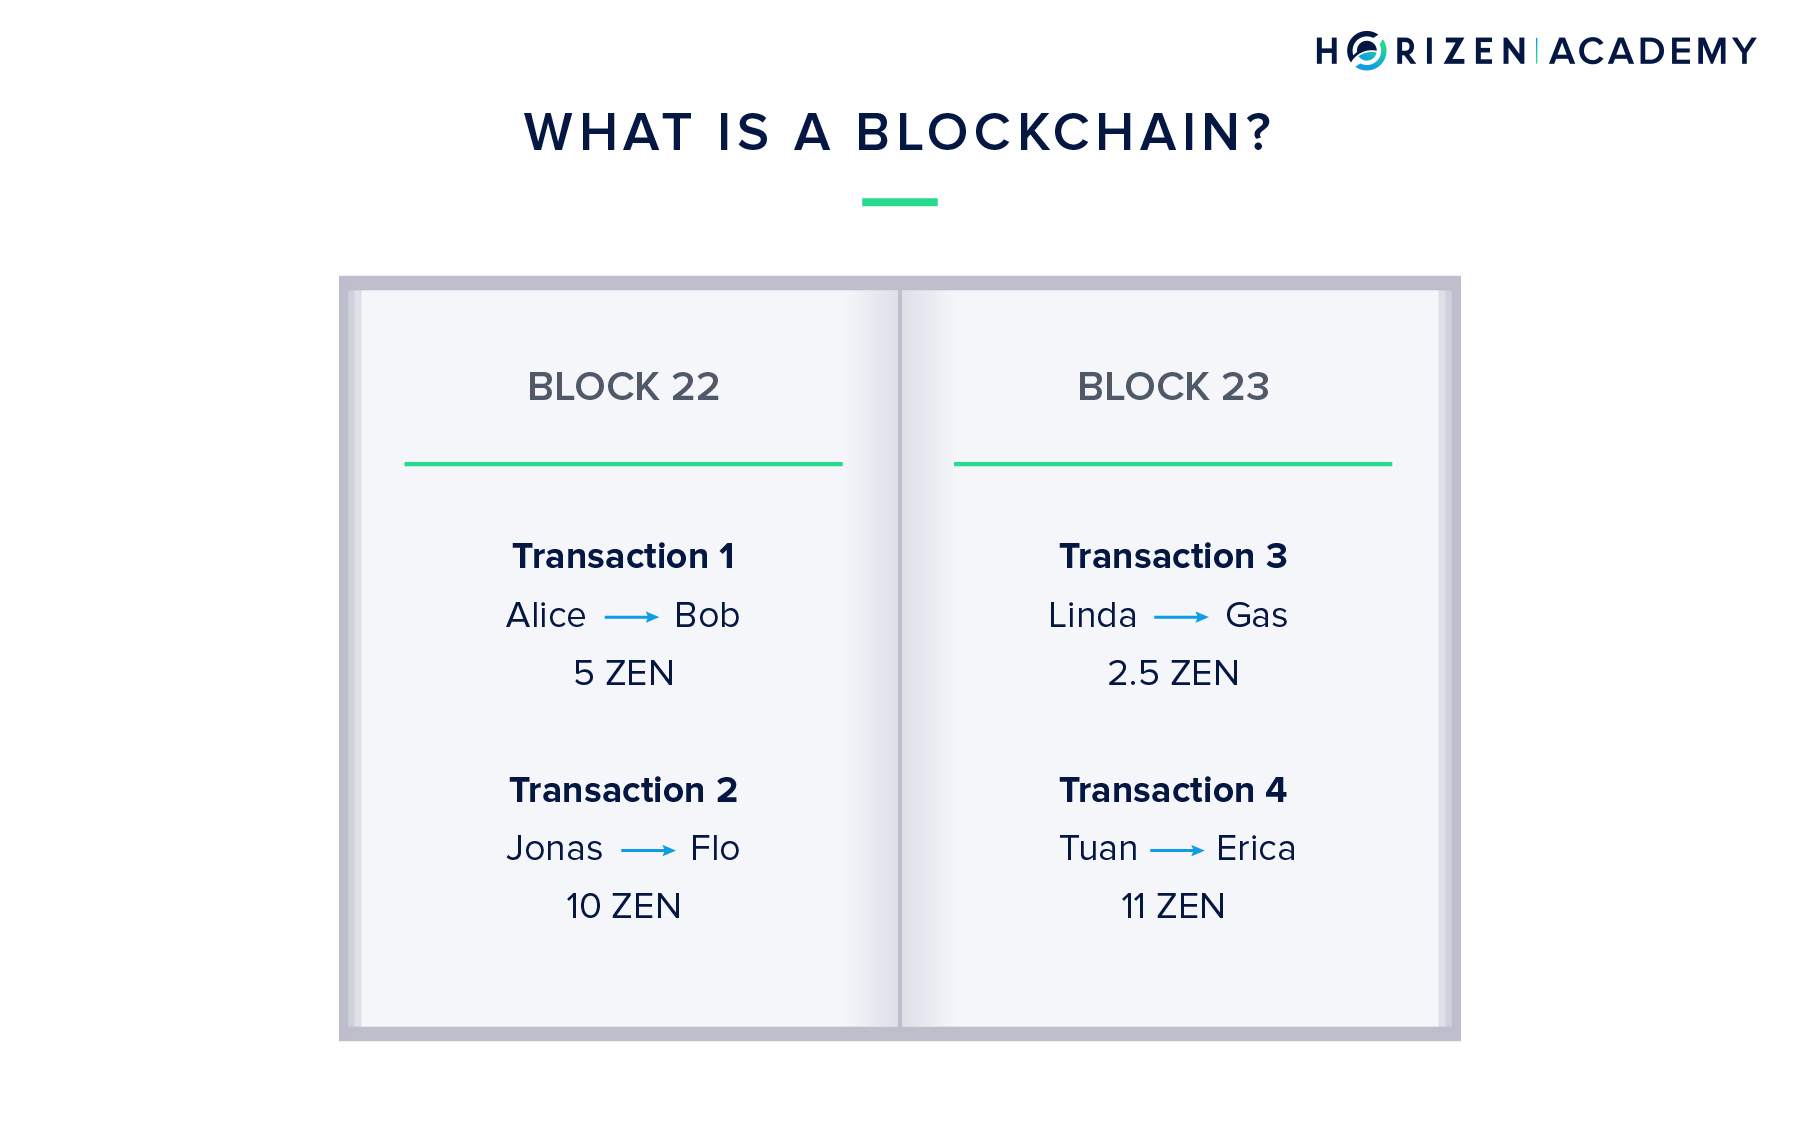 HORIZEN | ACADEMY
WHAT IS A BLOCKCHAIN?
BLOCK 22
Transaction 1
Alice → Bob
5 ZEN
Transaction 2
Jonas → Flo
10 ZEN
BLOCK 23
Transaction 3
Linda → Gas
2.5 ZEN
Transaction 4
Tuan → Erica
11 ZEN